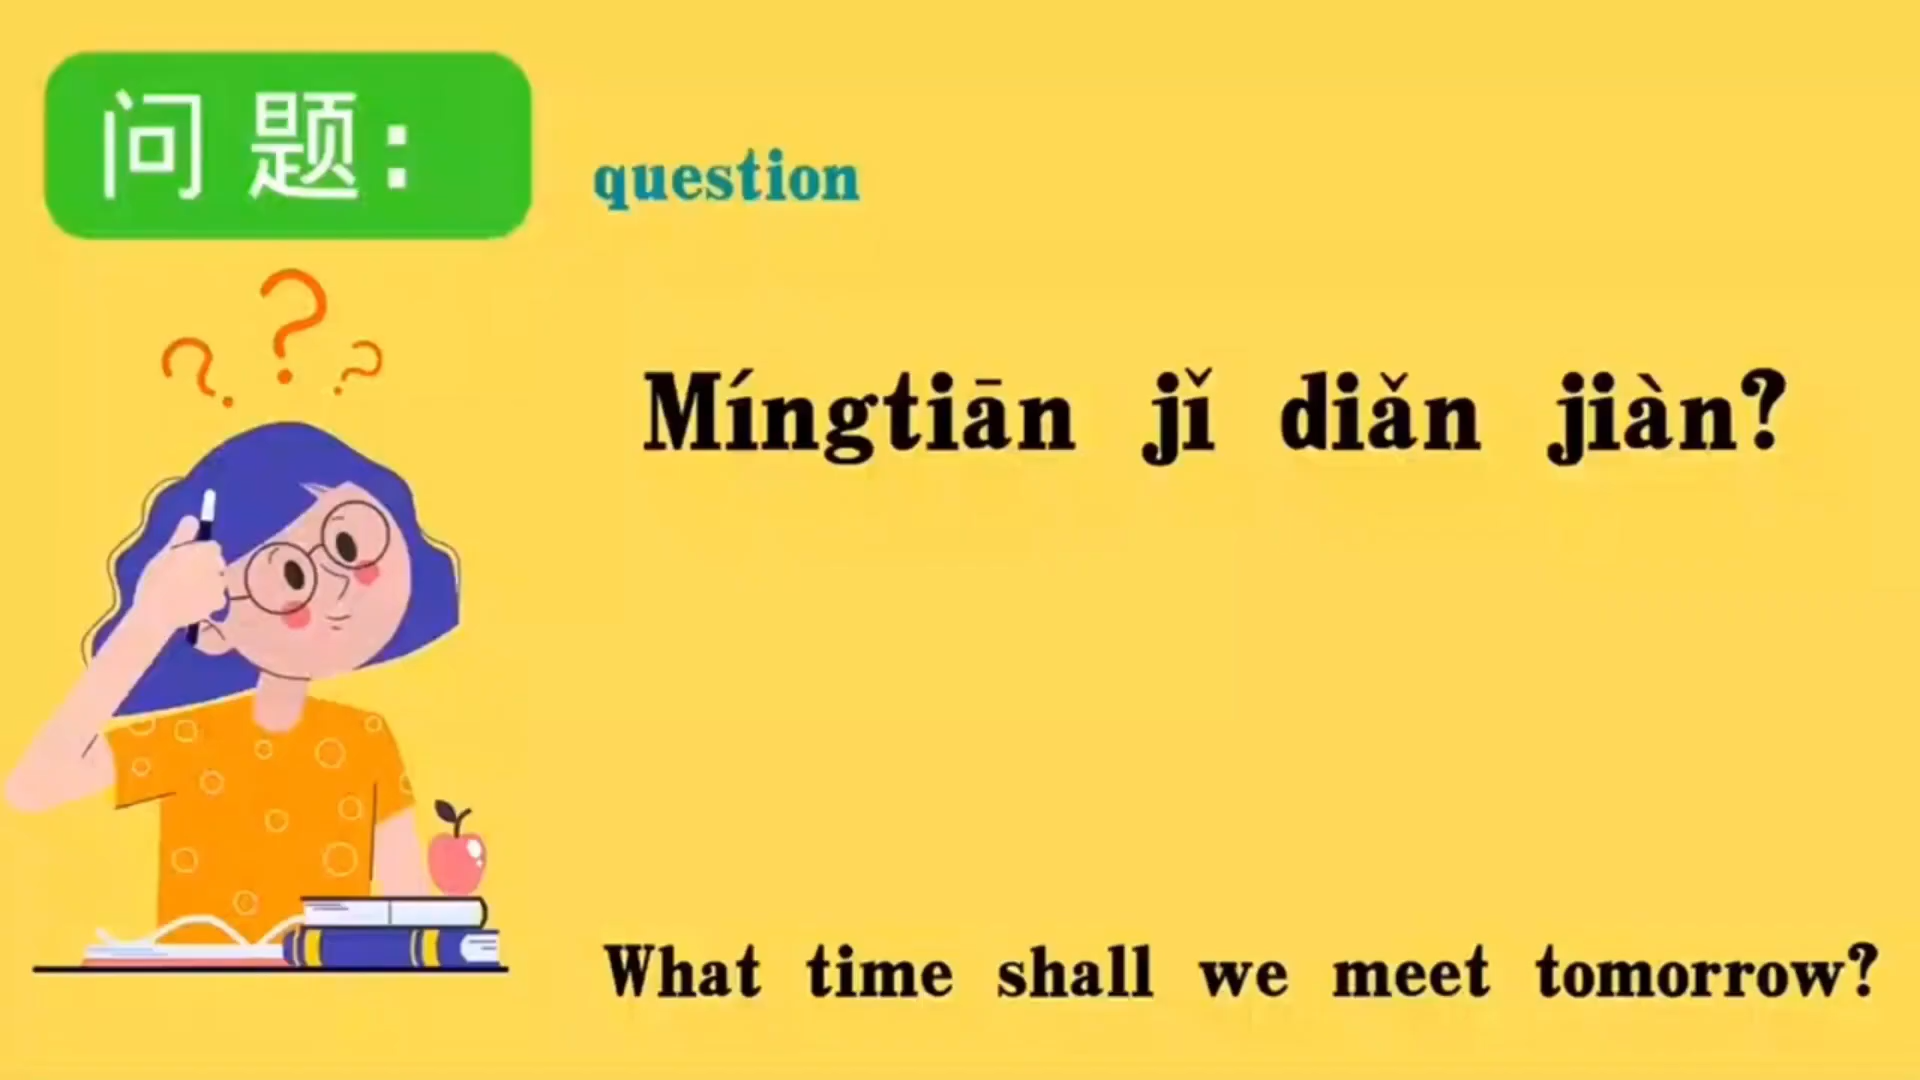 问题:
question
Míngtiān jǐ diǎn jiàn?
What time shall we meet tomorrow?